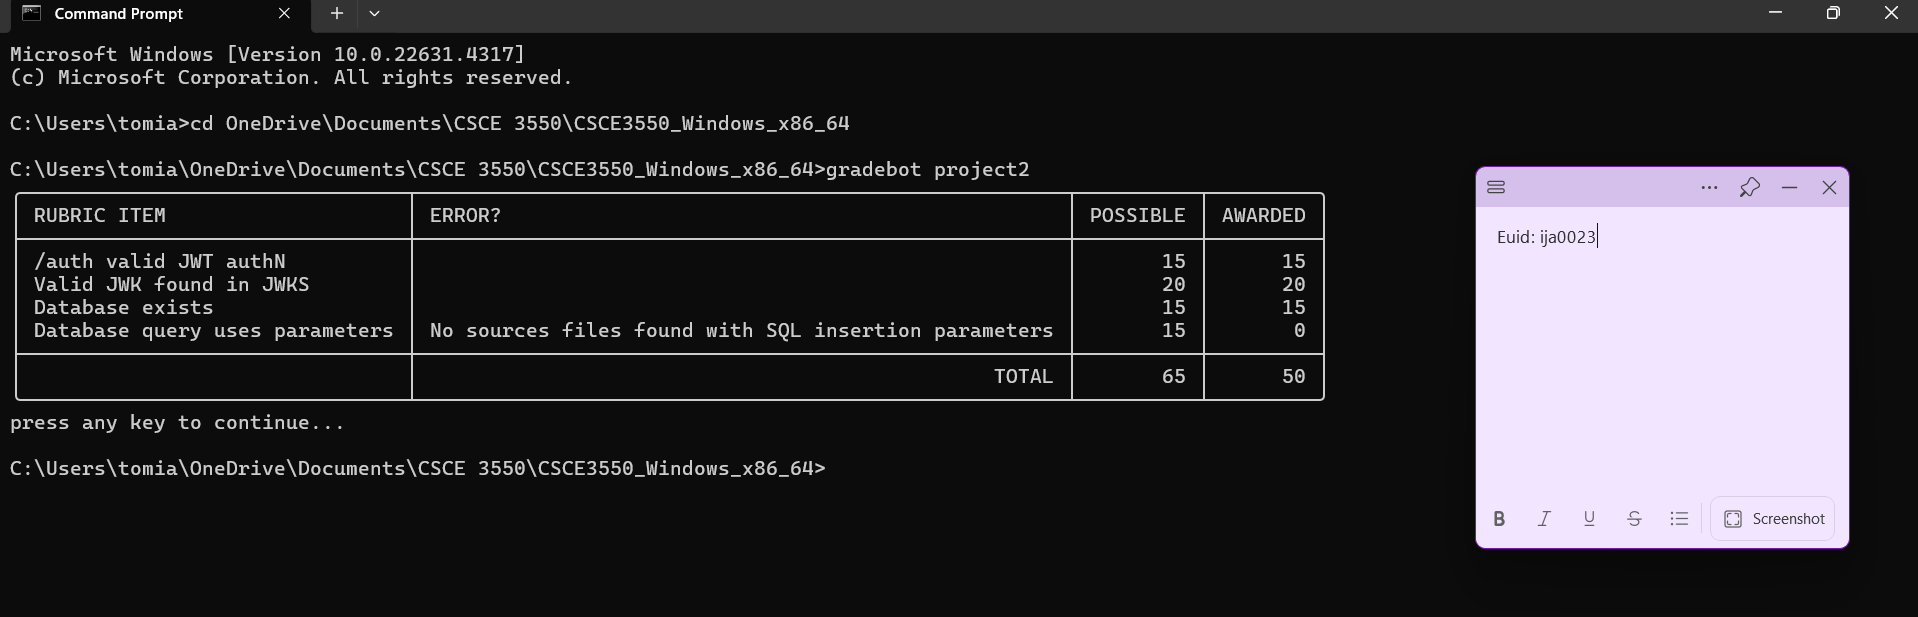 Command Prompt
Microsoft Windows [Version 10.0.22631.4317]
(c) Microsoft Corporation. All rights reserved.
C:\Users\tomia>cd OneDrive\Documents\CSCE 3550\CSCE3550_Windows_x86_64
C:\Users\tomia\OneDrive\Documents\CSCE 3550\CSCE3550_Windows_x86_64>gradebot project2
RUBRIC ITEM ERROR? POSSIBLE AWARDED
/auth valid JWT authN 15 15
Valid JWK found in JWKS 20 20
Database exists 15 15
Database query uses parameters No sources files found with SQL insertion parameters 15 0
TOTAL 65 50
press any key to continue...
C:\Users\tomia\OneDrive\Documents\CSCE 3550\CSCE3550_Windows_x86_64>
Euid: ija0023
B I U S Screenshot